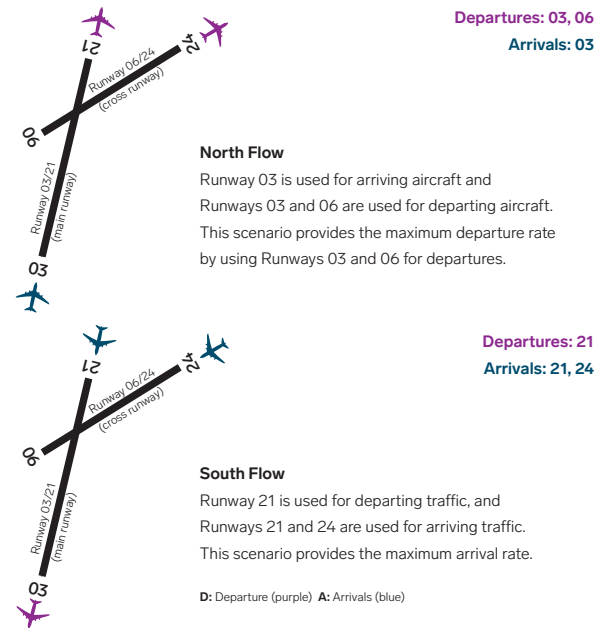 Departures: 03, 06
Arrivals: 03
21
24
Runway 06/24
(cross runway)
06
Runway 03/21
(main runway)
03
North Flow
Runway 03 is used for arriving aircraft and
Runways 03 and 06 are used for departing aircraft.
This scenario provides the maximum departure rate
by using Runways 03 and 06 for departures.
Departures: 21
Arrivals: 21, 24
21
24
Runway 06/24
(cross runway)
06
Runway 03/21
(main runway)
03
South Flow
Runway 21 is used for departing traffic, and
Runways 21 and 24 are used for arriving traffic.
This scenario provides the maximum arrival rate.
D: Departure (purple) A: Arrivals (blue)